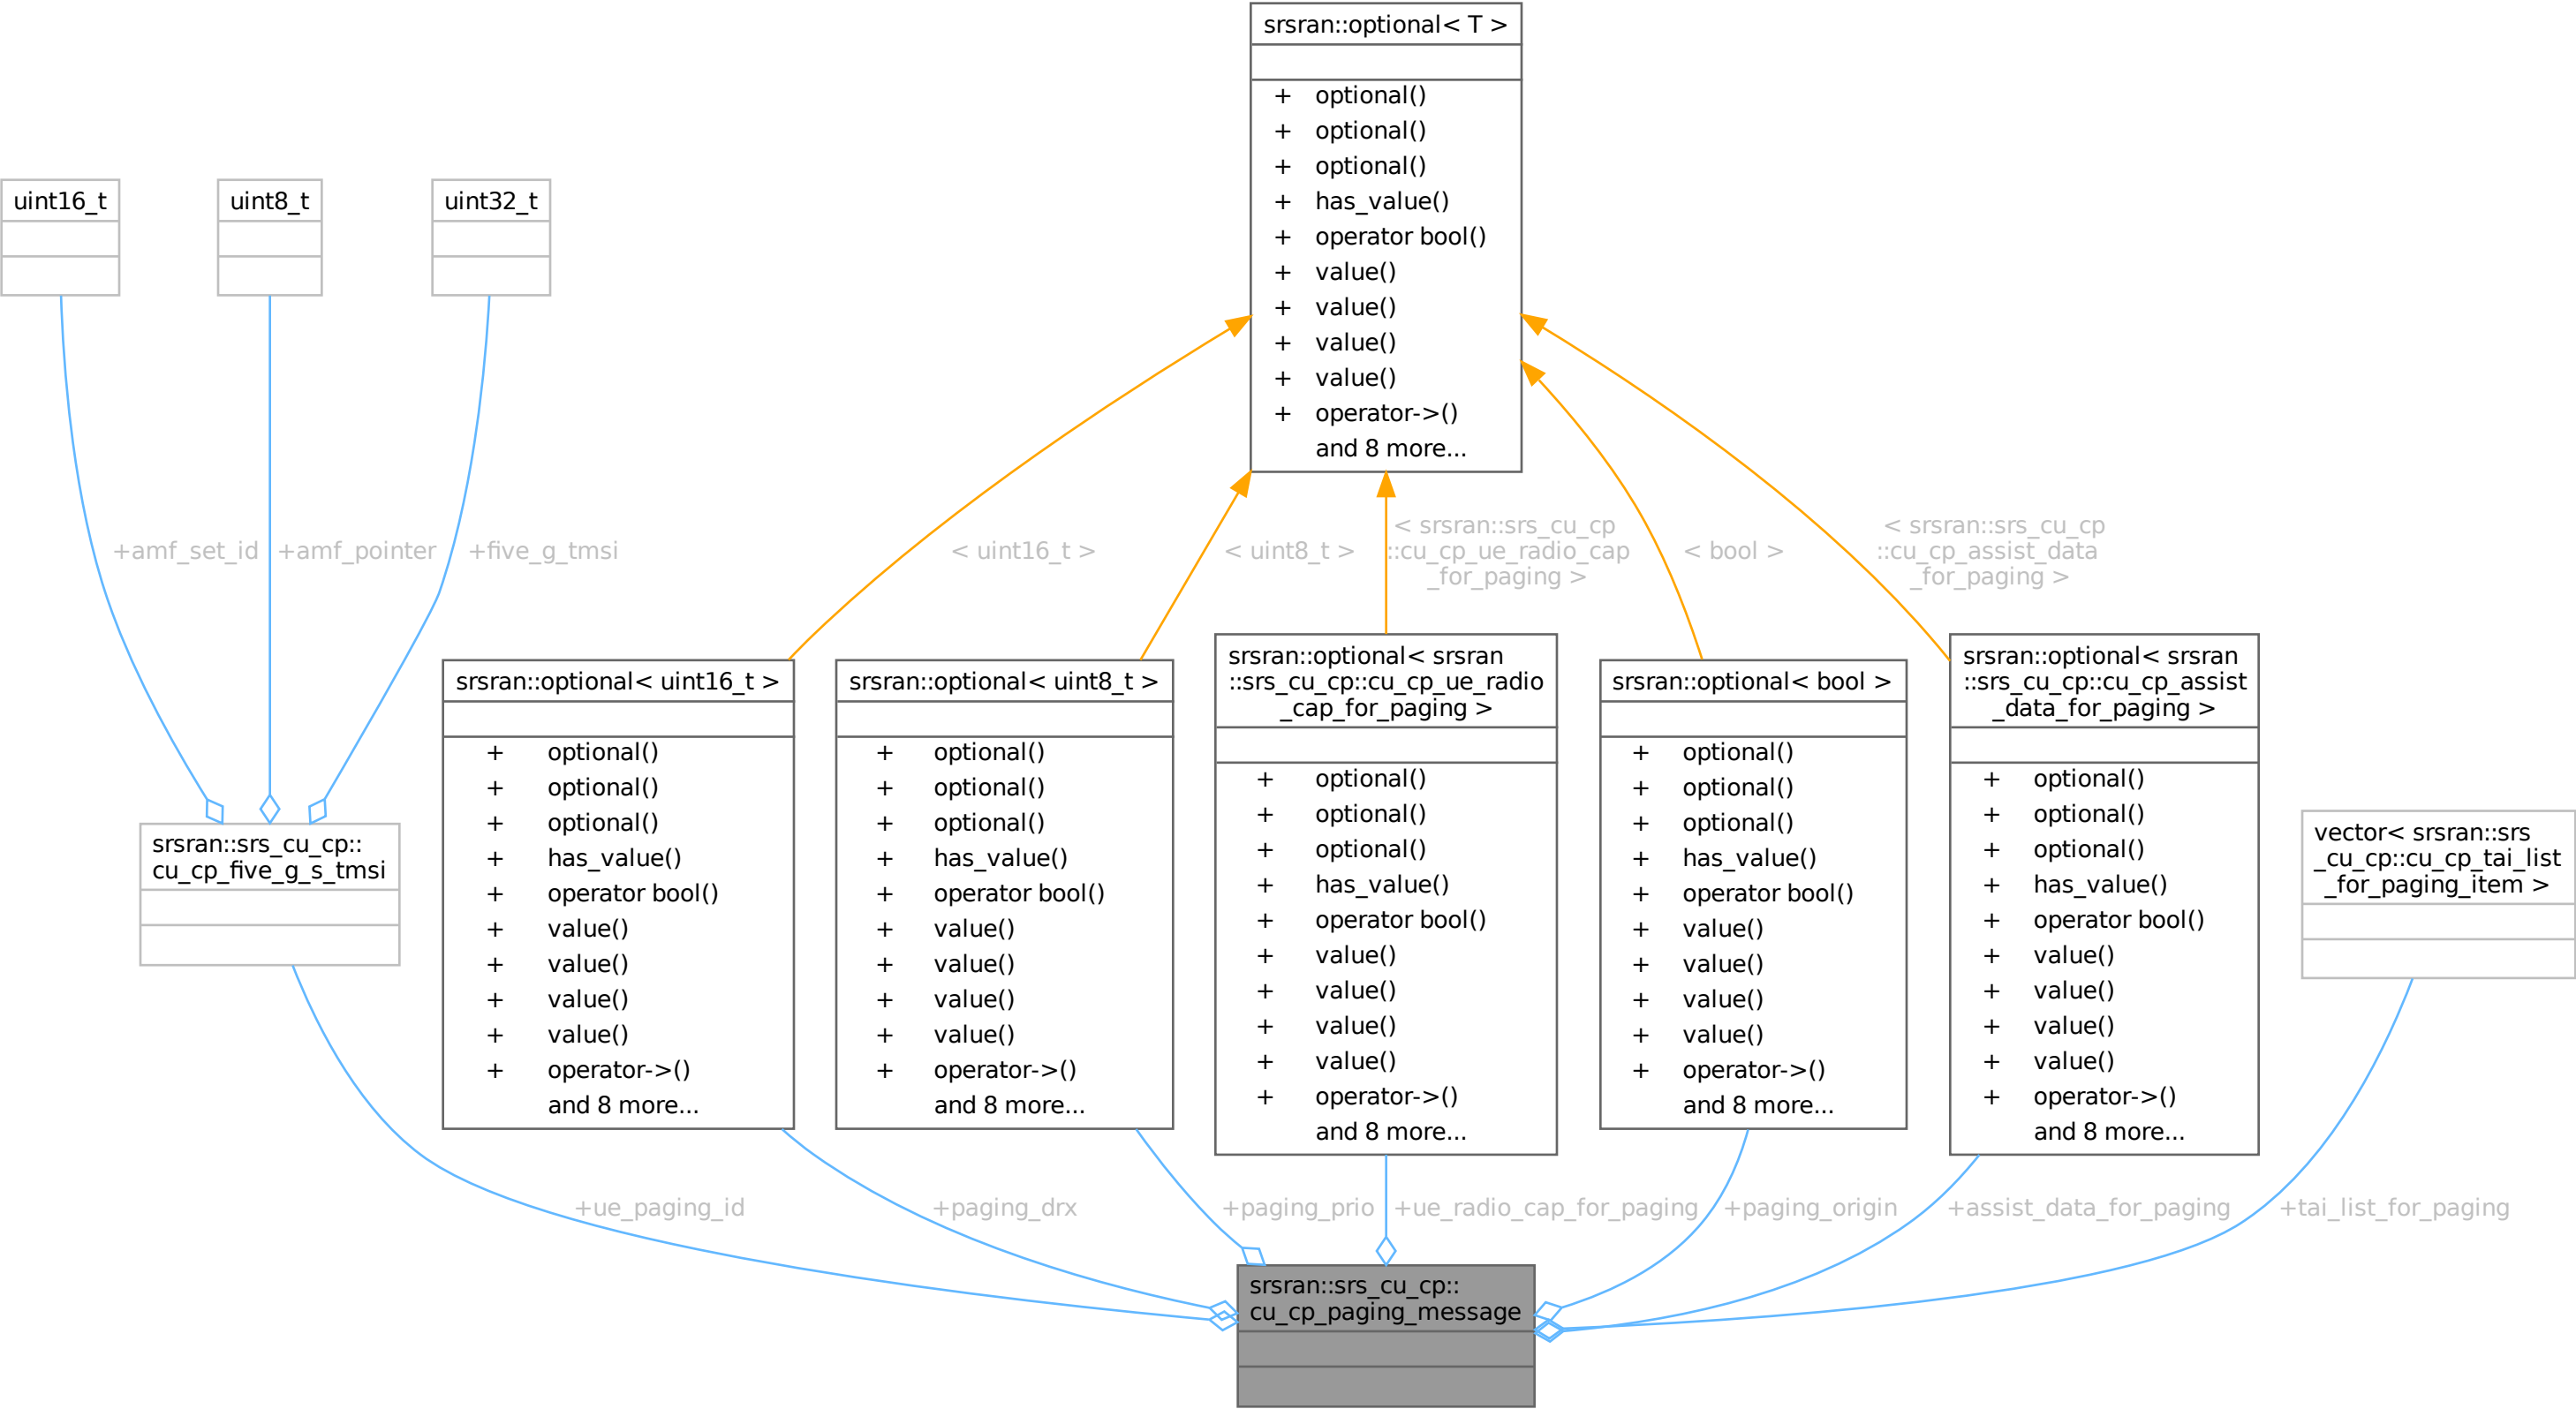 srsran::optional< T >
+ optional()
+ optional()
+ optional()
+ has_value()
+ operator bool()
+ value()
+ value()
+ value()
+ value()
+ operator->()
and 8 more...
uint16_t
uint8_t
uint32_t
+amf_set_id
+amf_pointer
+five_g_tmsi
< uint16_t >
< uint8_t >
< srsran::srs_cu_cp
::cu_cp_ue_radio_cap
_for_paging >
< bool >
< srsran::srs_cu_cp
::cu_cp_assist_data
_for_paging >
srsran::srs_cu_cp::
cu_cp_five_g_s_tmsi
srsran::optional< uint16_t >
+ optional()
+ optional()
+ optional()
+ has_value()
+ operator bool()
+ value()
+ value()
+ value()
+ value()
+ operator->()
and 8 more...
srsran::optional< uint8_t >
+ optional()
+ optional()
+ optional()
+ has_value()
+ operator bool()
+ value()
+ value()
+ value()
+ value()
+ operator->()
and 8 more...
srsran::optional< srsran
::srs_cu_cp::cu_cp_ue_radio
_cap_for_paging >
+ optional()
+ optional()
+ optional()
+ has_value()
+ operator bool()
+ value()
+ value()
+ value()
+ value()
+ operator->()
and 8 more...
srsran::optional< bool >
+ optional()
+ optional()
+ optional()
+ has_value()
+ operator bool()
+ value()
+ value()
+ value()
+ value()
+ operator->()
and 8 more...
srsran::optional< srsran
::srs_cu_cp::cu_cp_assist
_data_for_paging >
+ optional()
+ optional()
+ optional()
+ has_value()
+ operator bool()
+ value()
+ value()
+ value()
+ value()
+ operator->()
and 8 more...
vector< srsran::srs
_cu_cp::cu_cp_tai_list
_for_paging_item >
+ue_paging_id
+paging_drx
+paging_prio
+ue_radio_cap_for_paging
+paging_origin
+assist_data_for_paging
+tai_list_for_paging
srsran::srs_cu_cp::
cu_cp_paging_message